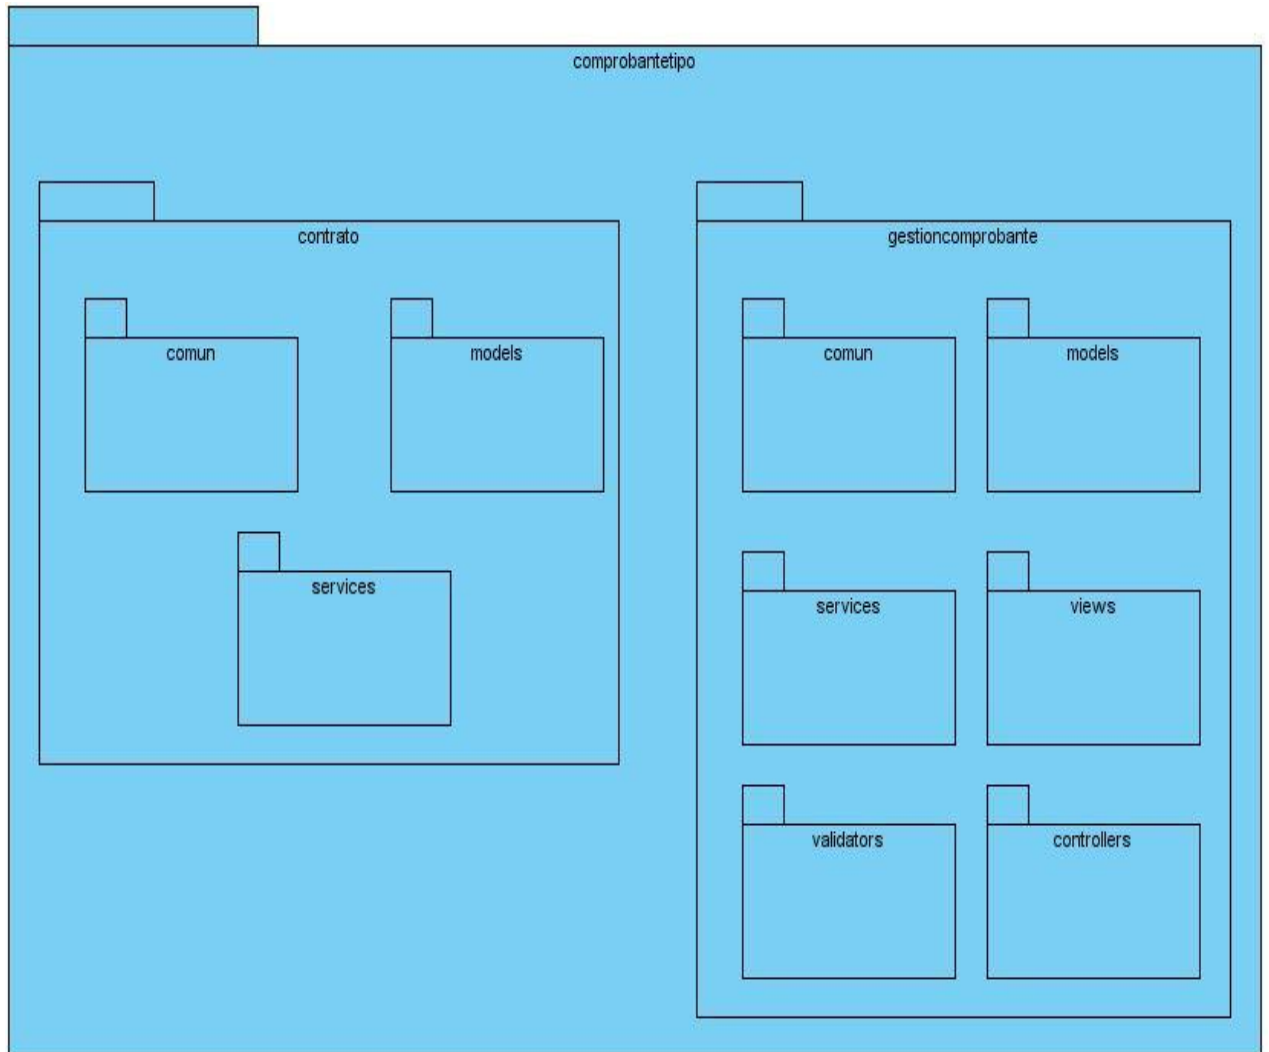 comprobantetipo
contrato
comun
models
services
gestioncomprobante
comun
models
services
views
validators
controllers